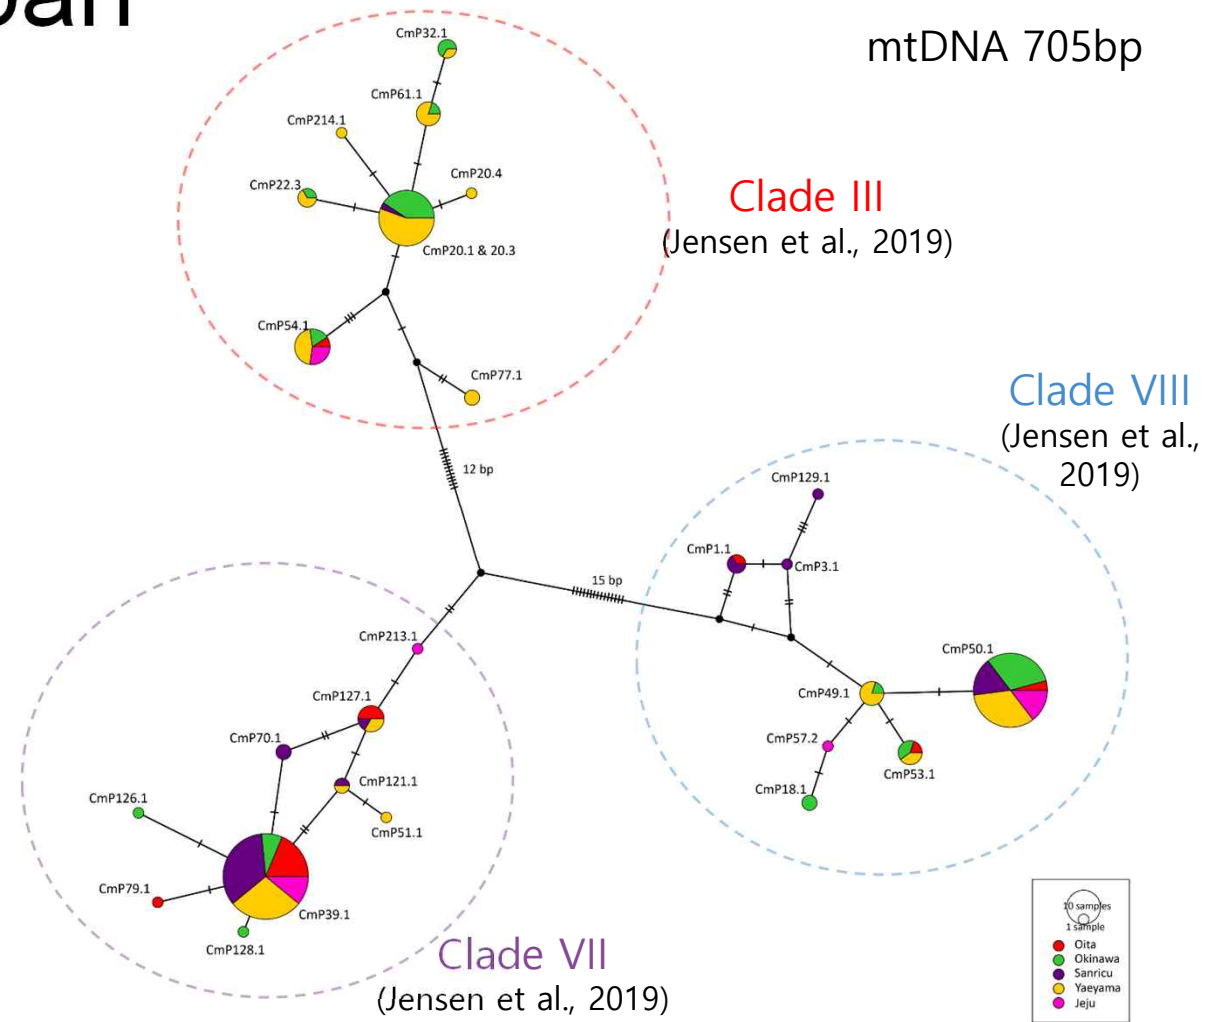 mtDNA 705bp
CmP32.1
CmP61.1
CmP214.1
CmP20.4
CmP22.3
CmP20.1 & 20.3
CmP54.1
CmP77.1
Clade III
(Jensen et al., 2019)
12 bp
Clade VIII
(Jensen et al.,
2019)
CmP129.1
CmP1.1
CmP3.1
15 bp
CmP50.1
CmP49.1
CmP57.2
CmP53.1
CmP18.1
CmP213.1
CmP127.1
CmP70.1
CmP121.1
CmP126.1
CmP51.1
CmP79.1
CmP39.1
CmP128.1
Clade VII
(Jensen et al., 2019)
10 samples
1 sample
Oita
Okinawa
Sanricu
Yaeyama
Jeju